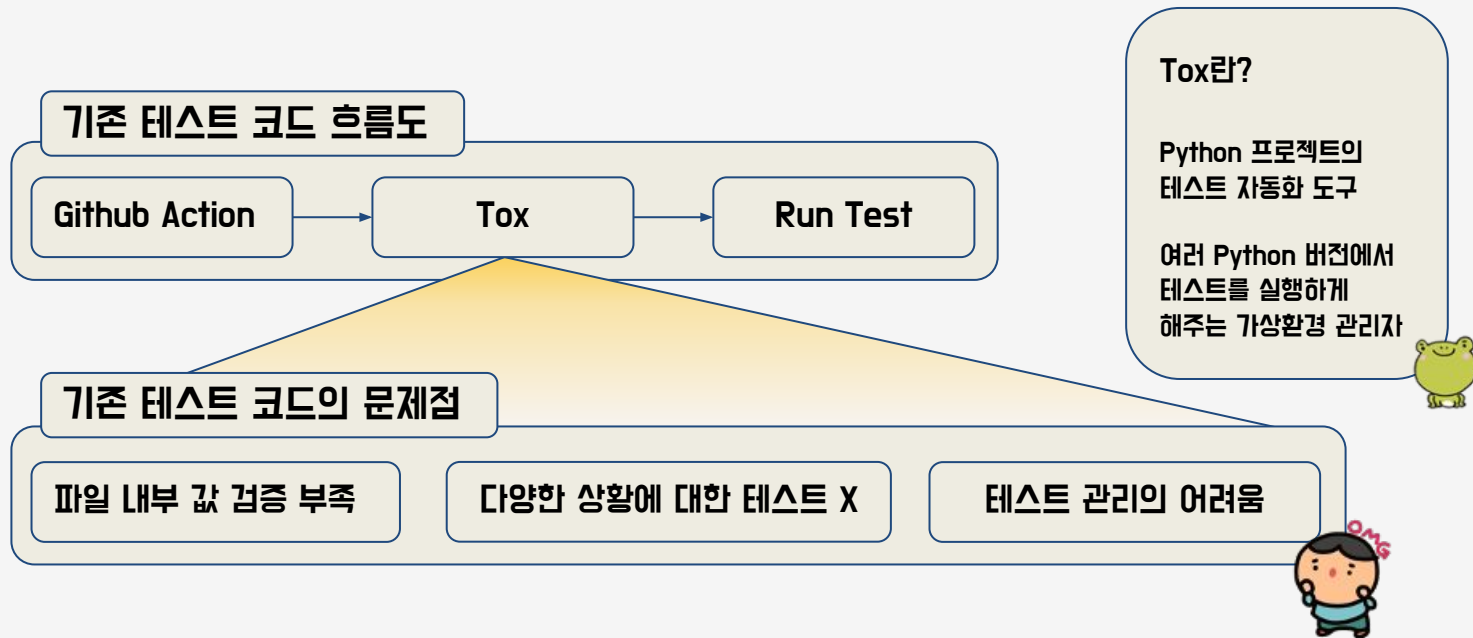 기존 테스트 코드 흐름도
Github Action
Tox
Run Test
Tox란?
Python 프로젝트의
테스트 자동화 도구
여러 Python 버전에서
테스트를 실행하게
해주는 가상환경 관리자
기존 테스트 코드의 문제점
파일 내부 값 검증 부족
다양한 상황에 대한 테스트 X
테스트 관리의 어려움
OMG